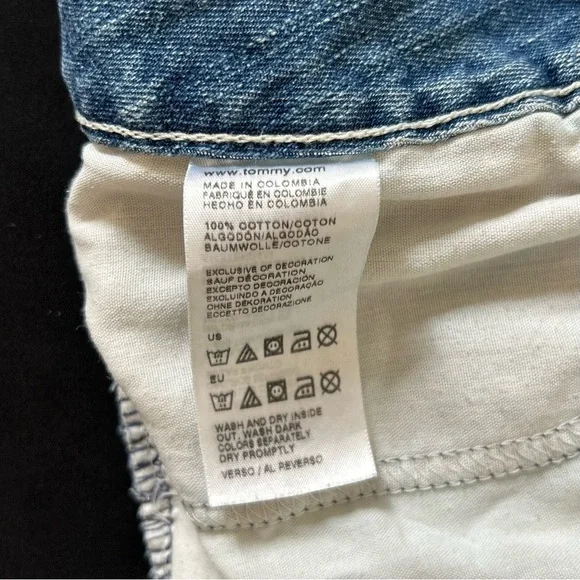 www.tommy.com
MADE IN COLOMBIA
FABRIQUÉ EN COLOMBIE
HECHO EN COLOMBIA
100% COTTON/COTON
ALGODÓN/ALGODÃO
BAUMWOLLE/COTONE
EXCLUSIVE OF DECORATION
SAUF DÉCORATION
EXCEPTO DECORACIÓN
EXCLUINDO A DECORAÇÃO
OHNE DEKORATION
ECCETTO DECORAZIONE
US
EU
WASH AND DRY INSIDE
OUT. WASH DARK
COLORS SEPARATELY
DRY PROMPTLY
VERSO / AL REVERSO